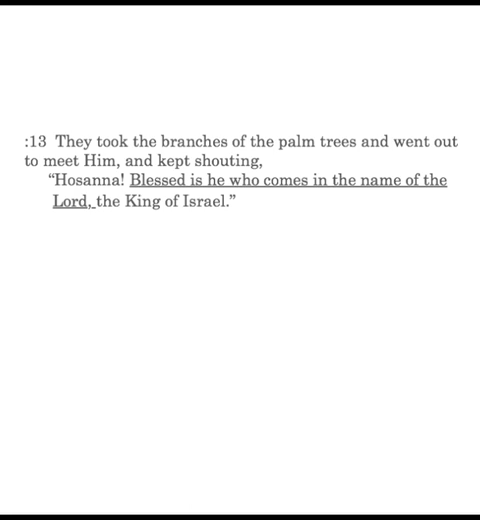 :13 They took the branches of the palm trees and went out
to meet Him, and kept shouting,
“Hosanna! Blessed is he who comes in the name of the
Lord, the King of Israel.”